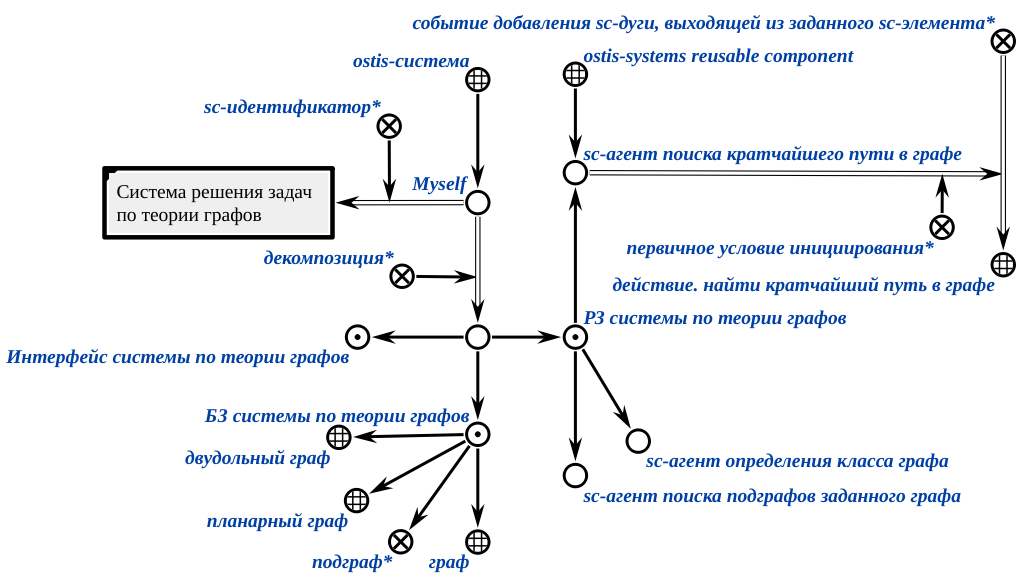 событие добавления sc-дуги, выходящей из заданного sc-элемента*
ostis-система
ostis-systems reusable component
sc-идентификатор*
sc-агент поиска кратчайшего пути в графе
Myself
Система решения задач
по теории графов
первичное условие инициирования*
декомпозиция*
действие. найти кратчайший путь в графе
РЗ системы по теории графов
Интерфейс системы по теории графов
БЗ системы по теории графов
двудольный граф
sc-агент определения класса графа
sc-агент поиска подграфов заданного графа
планарный граф
подграф*
граф